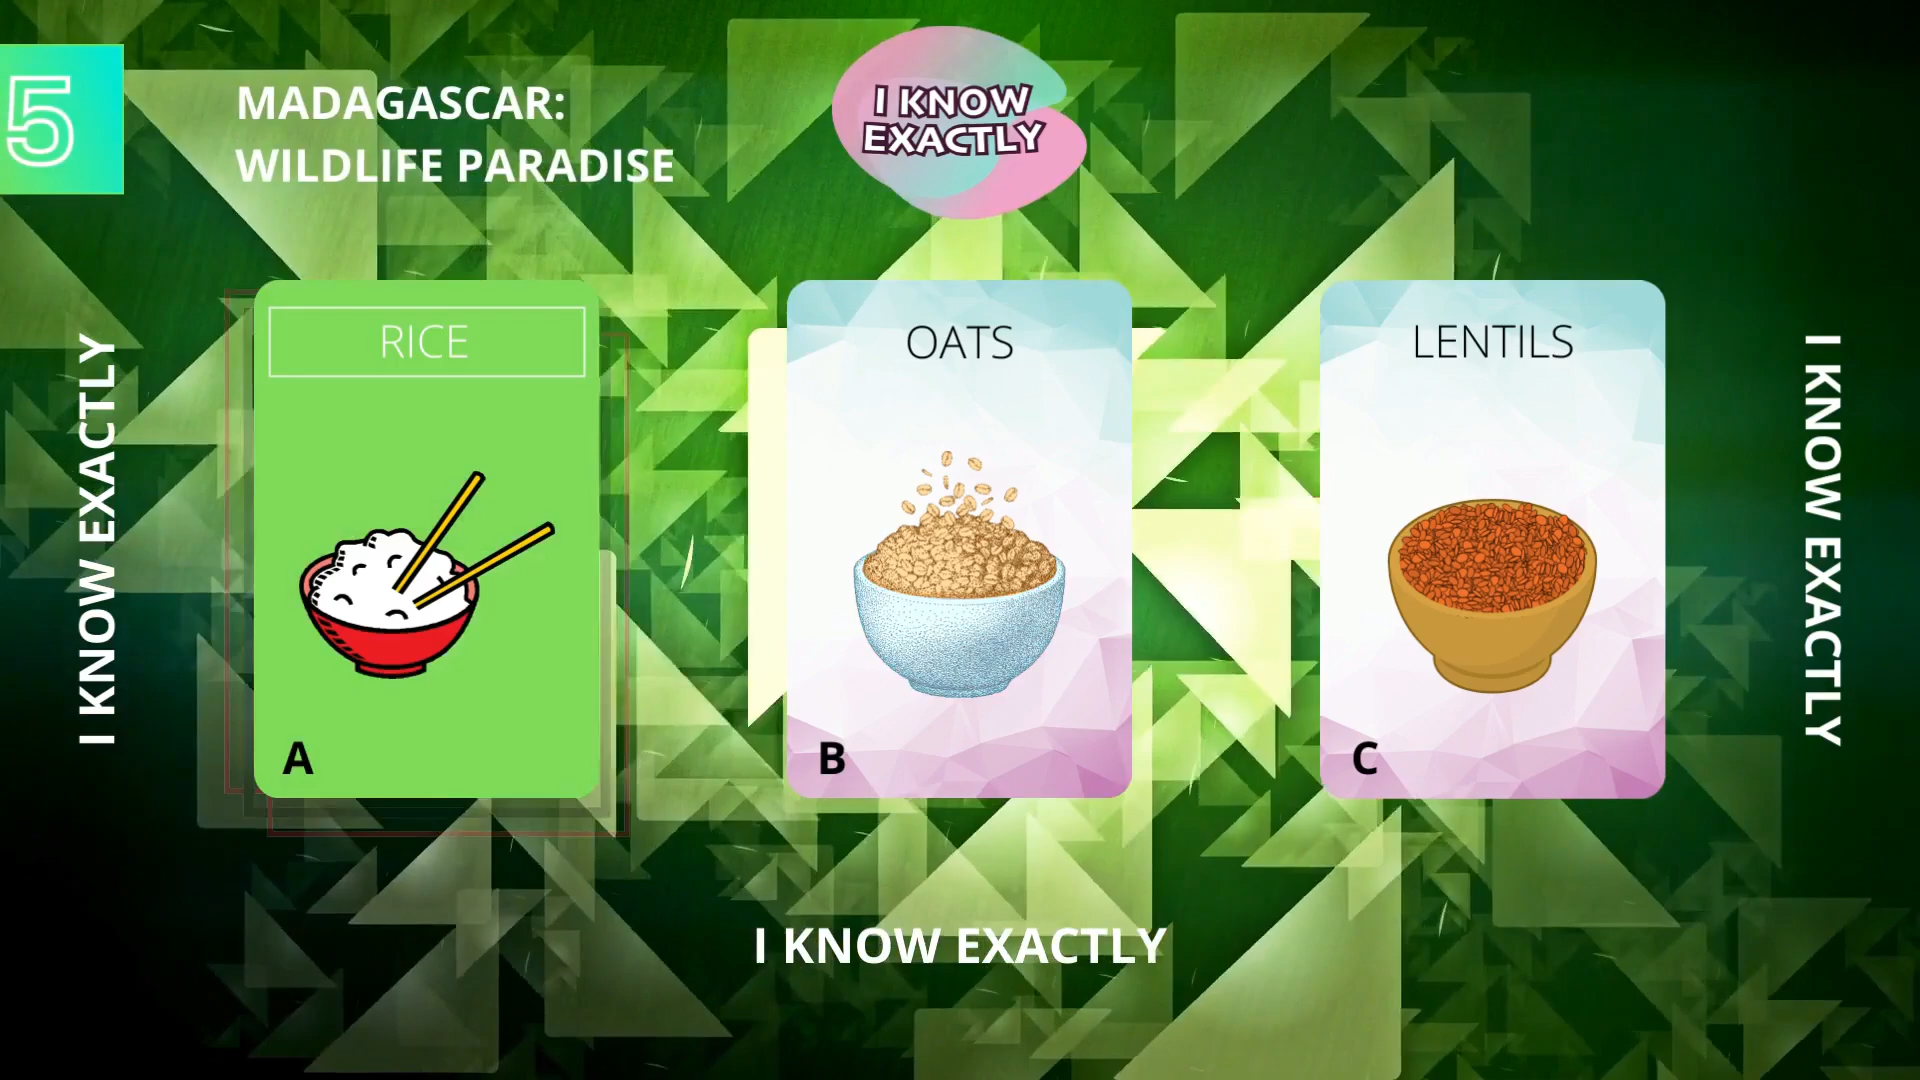 5
MADAGASCAR:
WILDLIFE PARADISE
I KNOW
EXACTLY
I KNOW EXACTLY
RICE
A
OATS
B
LENTILS
C
I KNOW EXACTLY
I KNOW EXACTLY